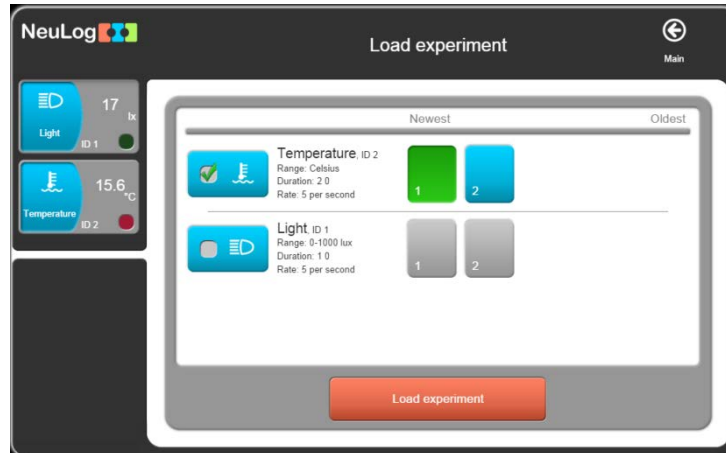 NeuLog
Load experiment
Main
17
lx
Light
ID 1
15.6
°C
Temperature
ID 2
Newest
Oldest
Temperature, ID 2
Range: Celsius
Duration: 2 0
Rate: 5 per second
1
2
Light, ID 1
Range: 0-1000 lux
Duration: 1 0
Rate: 5 per second
1
2
Load experiment